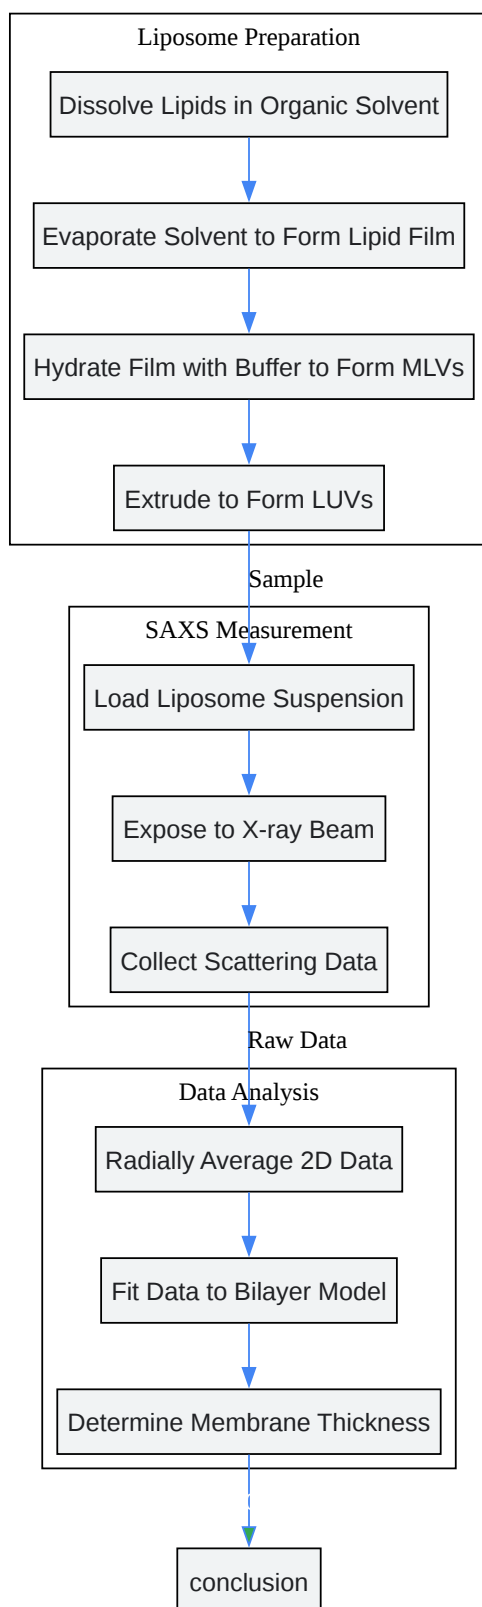 Liposome Preparation
Dissolve Lipids in Organic Solvent
Evaporate Solvent to Form Lipid Film
Hydrate Film with Buffer to Form MLVs
Extrude to Form LUVs
Sample
SAXS Measurement
Load Liposome Suspension
Expose to X-ray Beam
Collect Scattering Data
Raw Data
Data Analysis
Radially Average 2D Data
Fit Data to Bilayer Model
Determine Membrane Thickness
conclusion